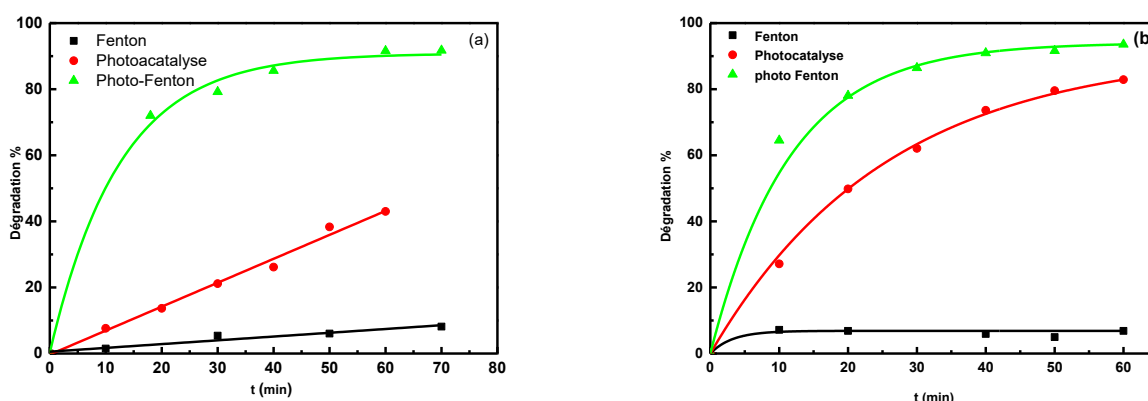 100
80
60
40
20
0
Dégradation %
Fenton
Photoacatalyse
Photo-Fenton
(a)
0 10 20 30 40 50 60 70 80
t (min)
100
80
60
40
20
0
Dégradation %
Fenton
Photocatalyse
photo Fenton
(b
0 10 20 30 40 50 60
t (min)